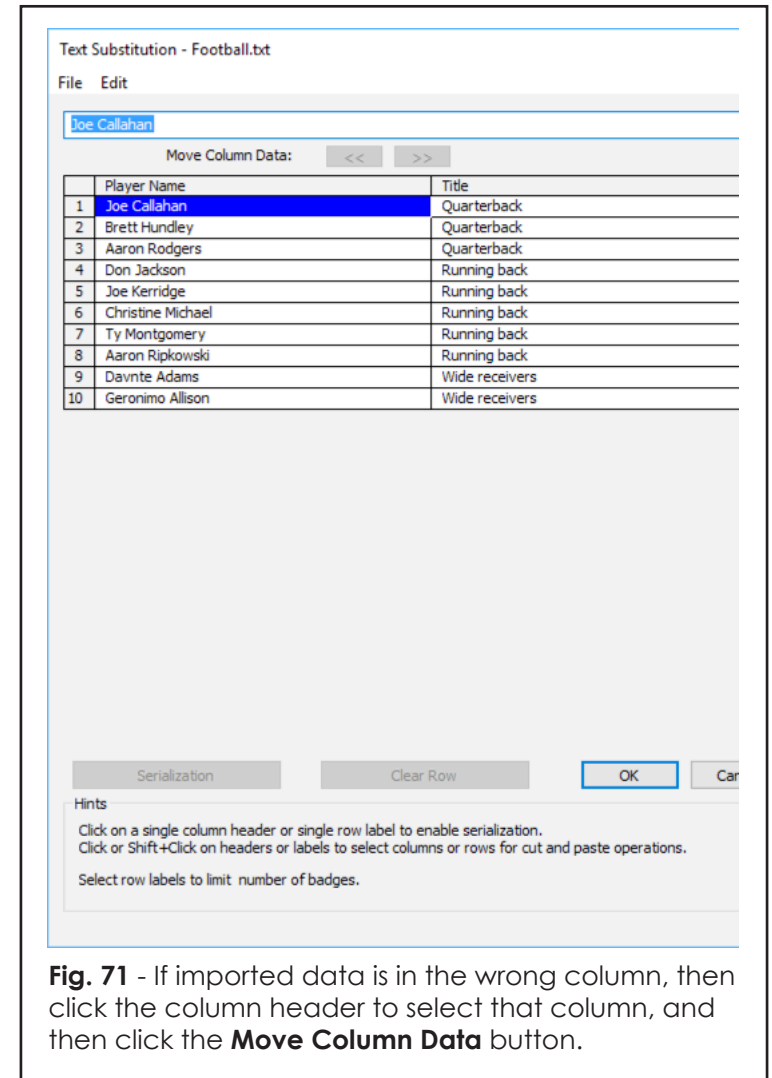 Text Substitution - Football.txt
File Edit
Joe Callahan
Move Column Data: << >>
Player Name Title
1 Joe Callahan Quarterback
2 Brett Hundley Quarterback
3 Aaron Rodgers Quarterback
4 Don Jackson Running back
5 Joe Kerridge Running back
6 Christine Michael Running back
7 Ty Montgomery Running back
8 Aaron Ripkowski Running back
9 Davnte Adams Wide receivers
10 Geronimo Allison Wide receivers
Serialization Clear Row OK Car
Hints
Click on a single column header or single row label to enable serialization.
Click or Shift+Click on headers or labels to select columns or rows for cut and paste operations.
Select row labels to limit number of badges.
Fig. 71 - If imported data is in the wrong column, then
click the column header to select that column, and
then click the Move Column Data button.